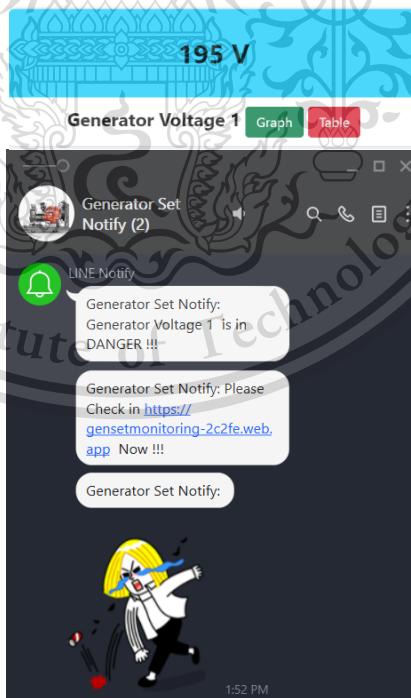 195 V
Generator Voltage 1 Graph Table
Generator Set
Notify (2)
LINE Notify
Generator Set Notify:
Generator Voltage 1 is in
DANGER !!!
Generator Set Notify: Please
Check in https://
gensetmonitoring-2c2fe.web.
app Now !!!
Generator Set Notify:
1:52 PM